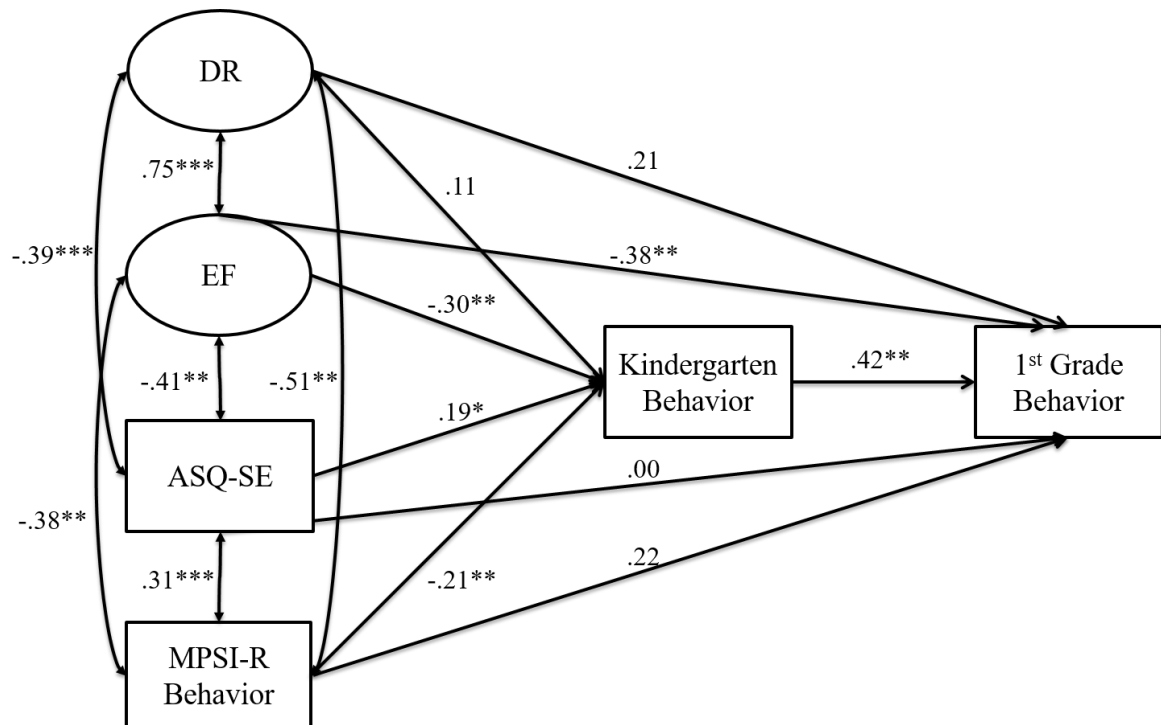 DR
.21
.75***
.11
-.39***
-.38**
EF
-.30**
Kindergarten
Behavior
.42**
1st Grade
Behavior
-.41**
-.51**
.19*
ASQ-SE
.00
-.38**
.31***
-.21**
.22
MPSI-R
Behavior